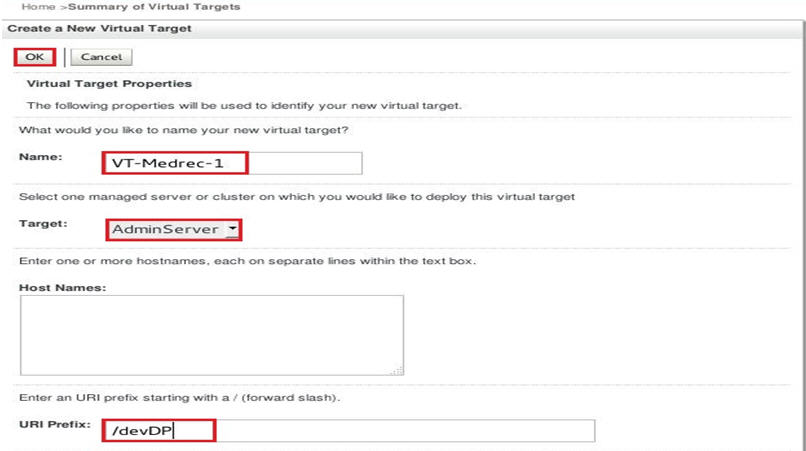 Home >Summary of Virtual Targets
Create a New Virtual Target
OK Cancel
Virtual Target Properties
The following properties will be used to identify your new virtual target.
What would you like to name your new virtual target?
Name: VT-Medrec-1
Select one managed server or cluster on which you would like to deploy this virtual target
Target: AdminServer
Enter one or more hostnames, each on separate lines within the text box.
Host Names:
Enter an URI prefix starting with a / (forward slash).
URI Prefix: /devDP